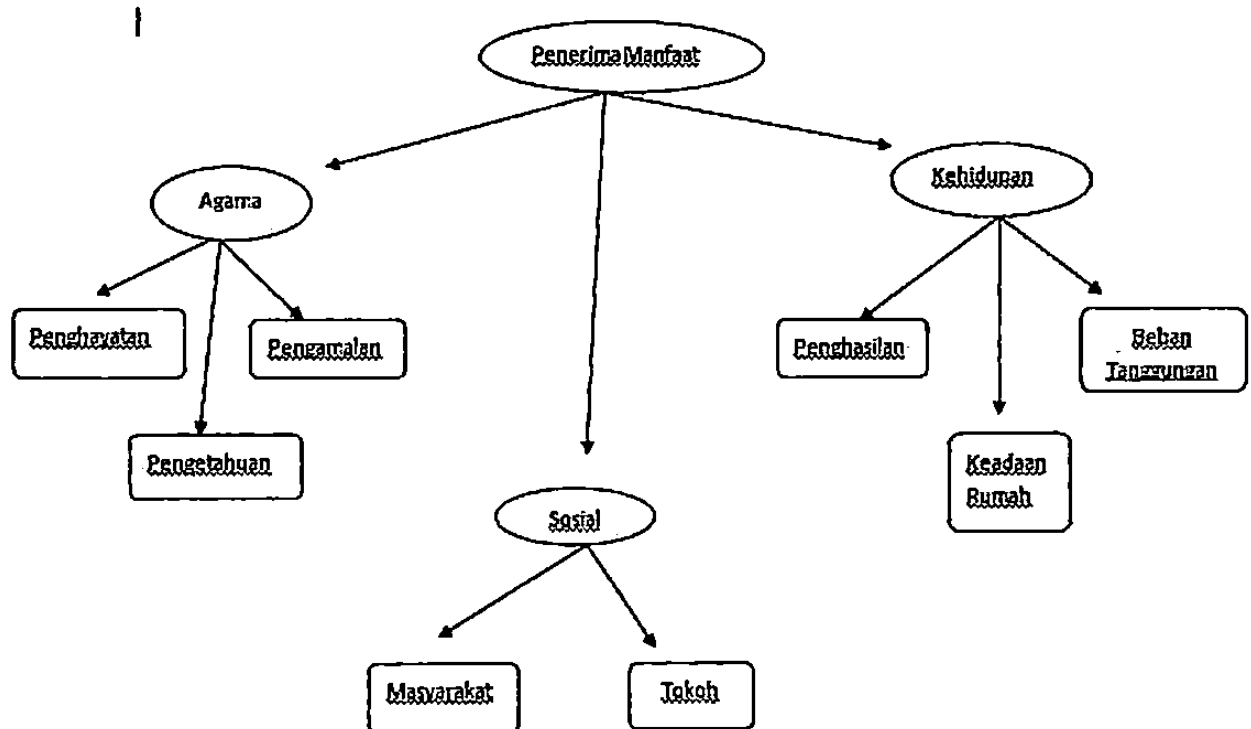 Penerima Manfaat
Agama
Kehidupan
Penghayatan
Pengamalan
Pengetahuan
Penghasilan
Beban
Tanggungan
Keadaan
Rumah
Sosial
Masyarakat
Tokoh